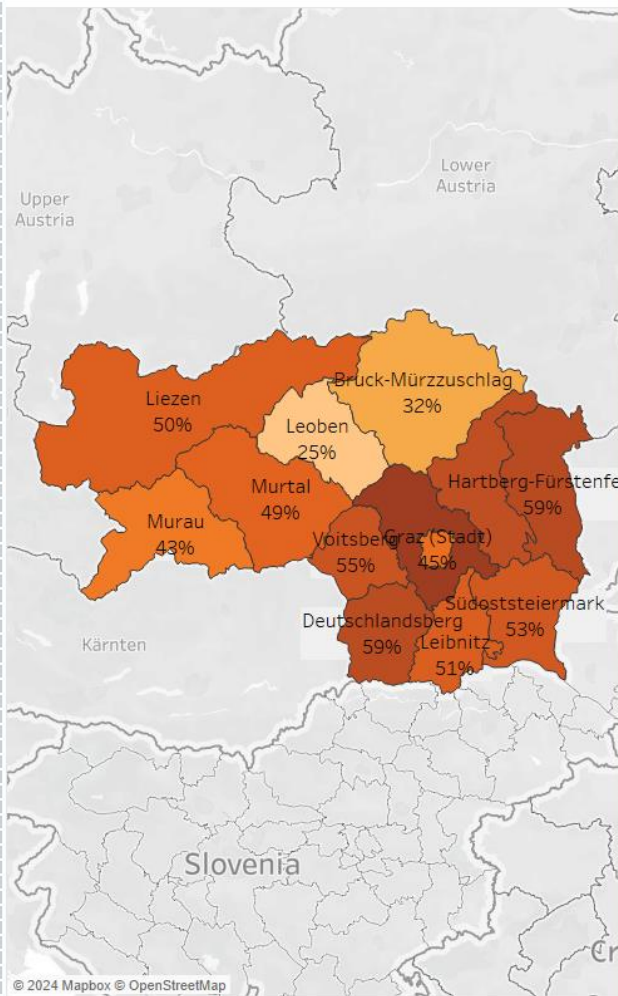 Upper
Austria
Lower
Austria
Bruck-Mürzzuschlag
32%
Liezen
50%
Leoben
25%
Hartberg-Fürstenfe
59%
Murtal
49%
Murau
43%
Voitsberg
55%
Graz (Stadt)
45%
Südoststeiermark
53%
Deutschlandsberg
59%
Leibnitz
51%
Kärnten
Slovenia
Cr
© 2024 Mapbox © OpenStreetMap